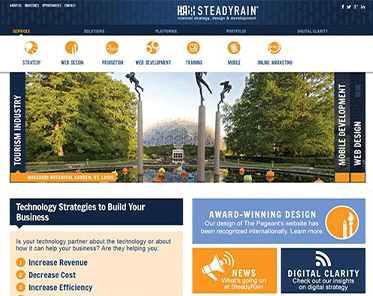 ABOUT US INDUSTRIES OPPORTUNITIES CONTACT
STEADYRAIN
internet strategy, design & development
SERVICES SOLUTIONS PLATFORMS PORTFOLIO DIGITAL CLARITY
STRATEGY WEB DESIGN PRODUCTION WEB DEVELOPMENT TRAINING MOBILE ONLINE MARKETING
TOURISM INDUSTRY
MISSOURI BOTANICAL GARDEN, ST. LOUIS
MOBILE DEVELOPMENT
WEB DESIGN
Technology Strategies to Build Your
Business
Is your technology partner about the technology or about
how it can help your business? Are they helping you:
1 Increase Revenue
2 Decrease Cost
3 Increase Efficiency
AWARD-WINNING DESIGN
Our design of The Pageant's website has
been recognized internationally. Learn more.
NEWS
What's going on
at SteadyRain
DIGITAL CLARITY
Check out our insights
on digital strategy